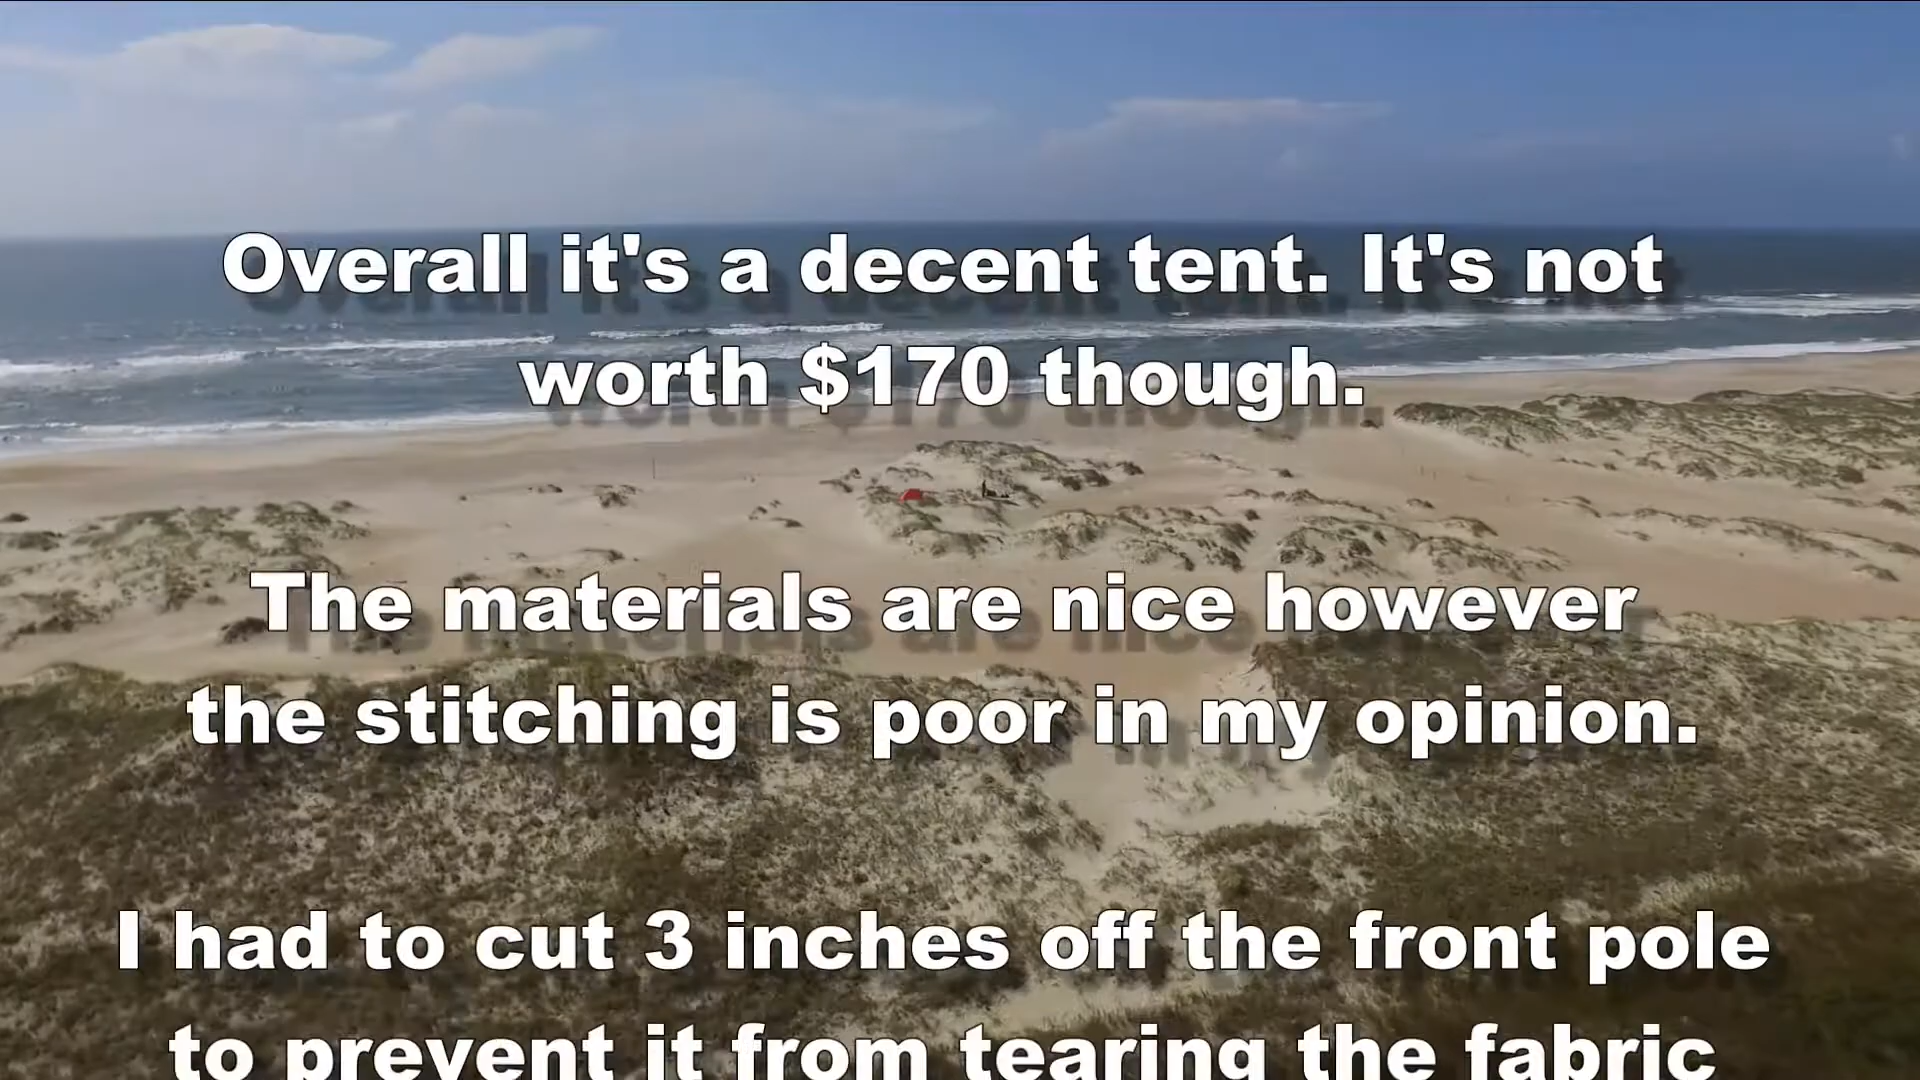 Overall it's a decent tent. It's not
worth $170 though.
The materials are nice however
the stitching is poor in my opinion.
I had to cut 3 inches off the front pole
to prevent it from tearing the fabric